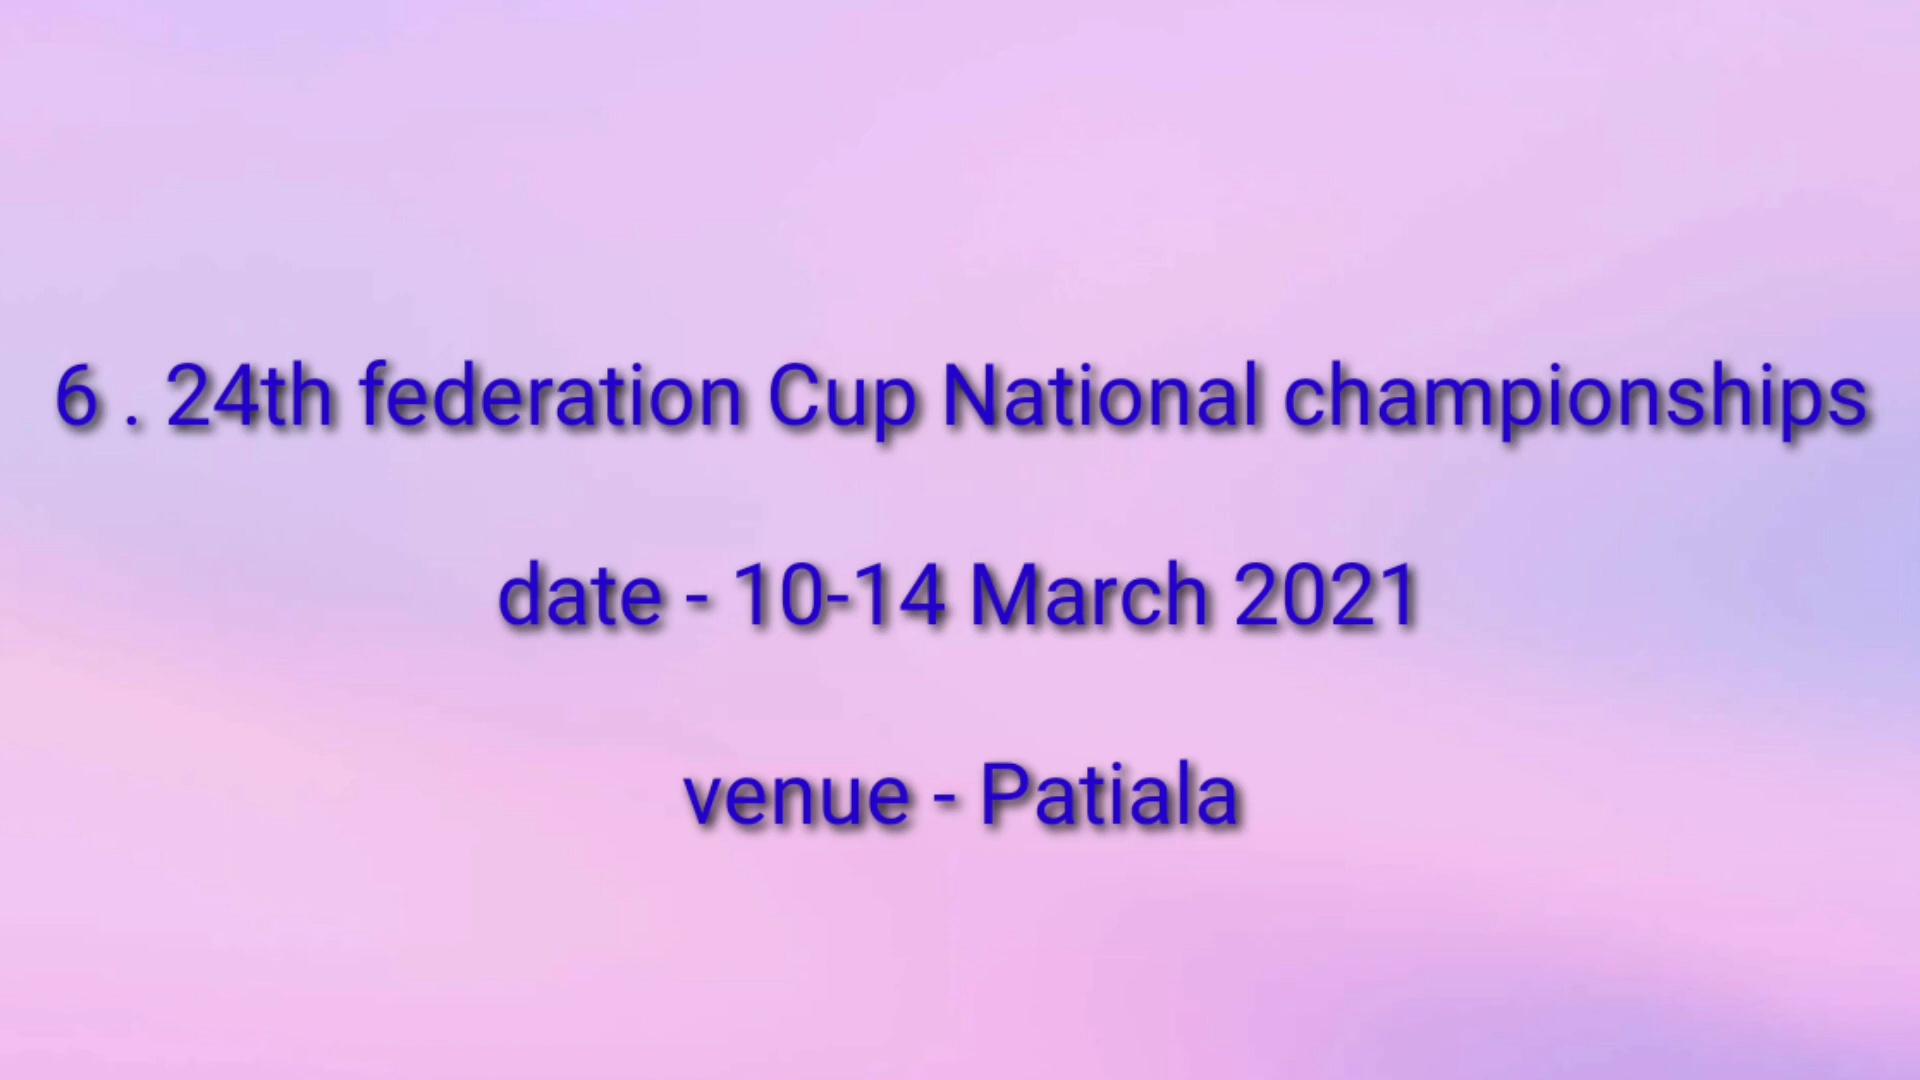 6 . 24th federation Cup National championships
date - 10-14 March 2021
venue - Patiala